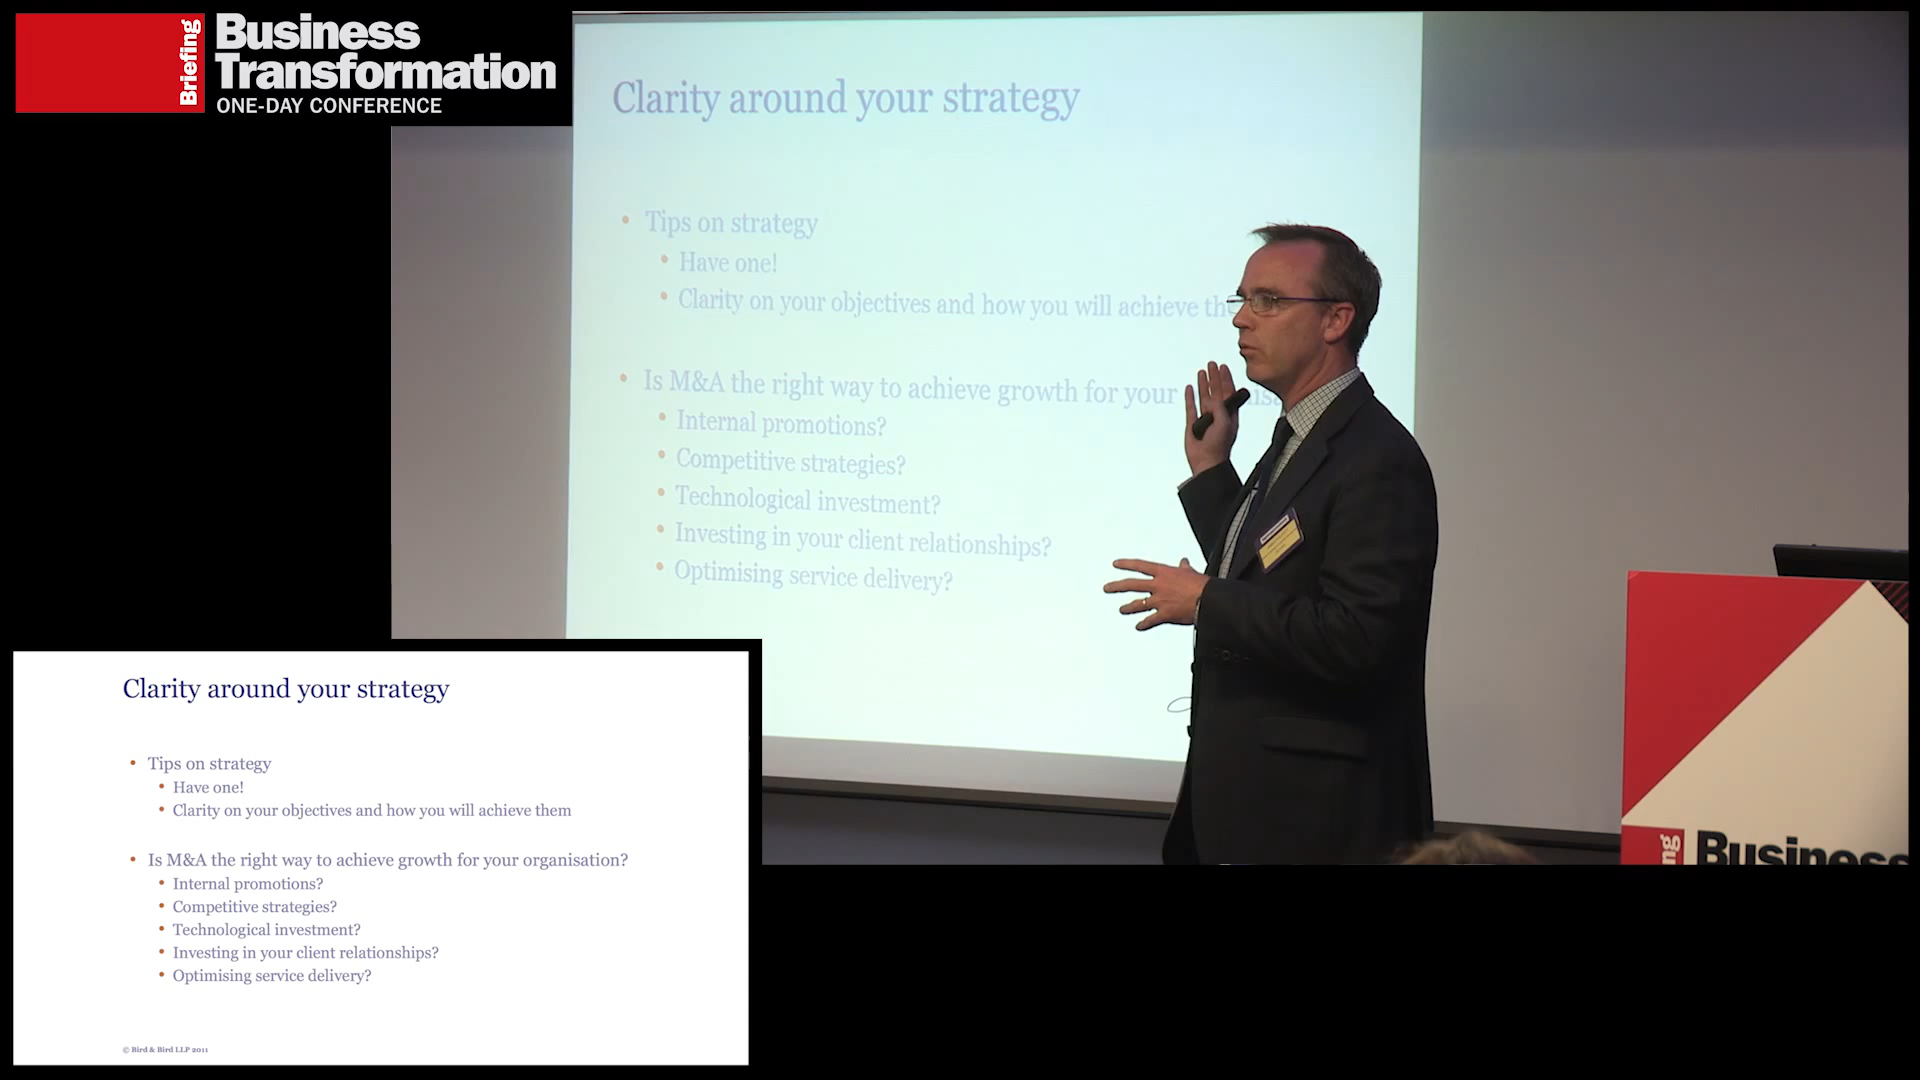 Briefing
Business
Transformation
ONE-DAY CONFERENCE
Clarity around your strategy
• Tips on strategy
• Have one!
• Clarity on your objectives and how you will achieve
• Is M&A the right way to achieve growth for your
• Internal promotions?
• Competitive strategies?
• Technological investment?
• Investing in your client relationships?
• Optimising service delivery?
Clarity around your strategy
• Tips on strategy
• Have one!
• Clarity on your objectives and how you will achieve them
• Is M&A the right way to achieve growth for your organisation?
• Internal promotions?
• Competitive strategies?
• Technological investment?
• Investing in your client relationships?
• Optimising service delivery?
© Bird & Bird LLP 2011
ng
Business